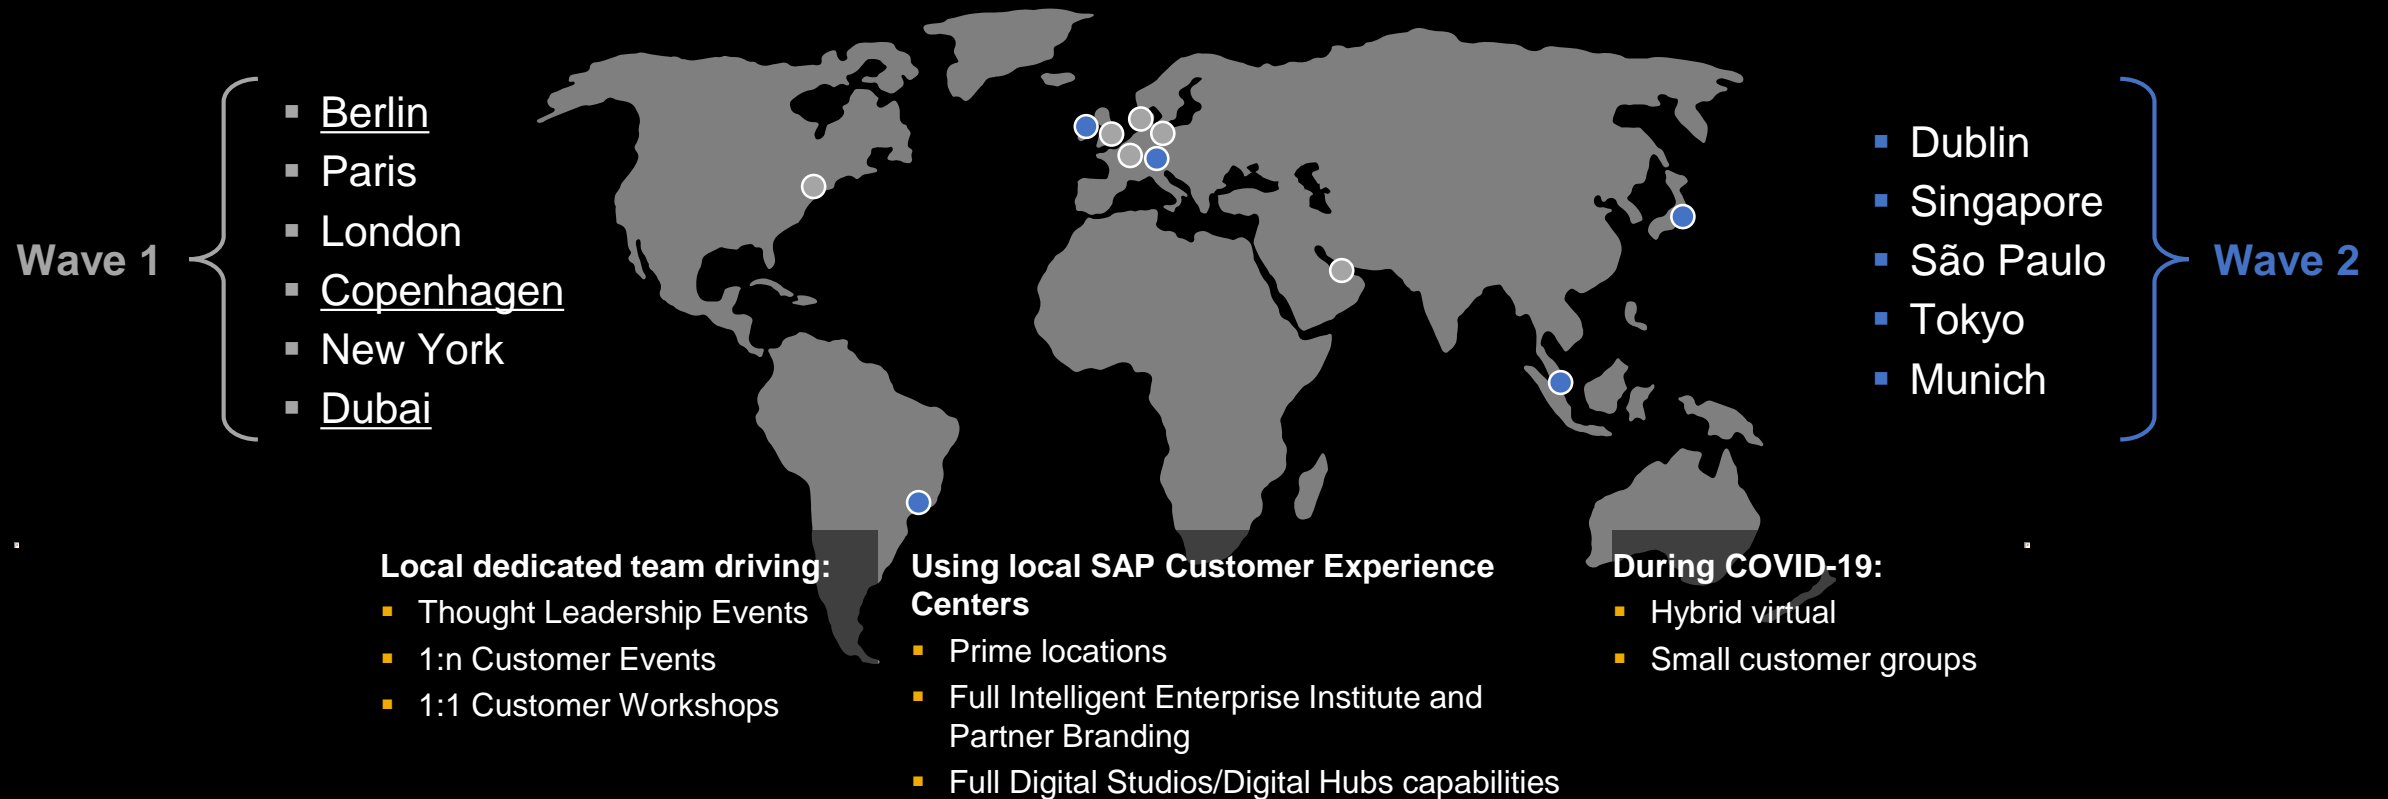 Wave 1
Berlin
Paris
London
Copenhagen
New York
Dubai
Dublin
Singapore
São Paulo
Tokyo
Munich
Wave 2
Local dedicated team driving:
Thought Leadership Events
1:n Customer Events
1:1 Customer Workshops
Using local SAP Customer Experience
Centers
Prime locations
Full Intelligent Enterprise Institute and
Partner Branding
Full Digital Studios/Digital Hubs capabilities
During COVID-19:
Hybrid virtual
Small customer groups